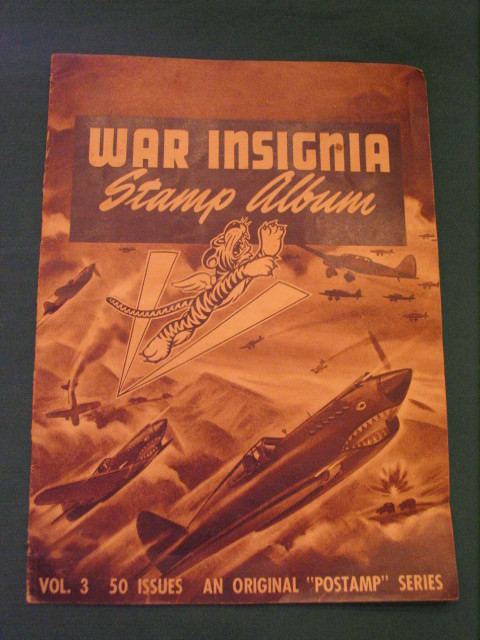 WAR INSIGNIA
Stamp Album
VOL. 3 50 ISSUES AN ORIGINAL "POSTAMP" SERIES